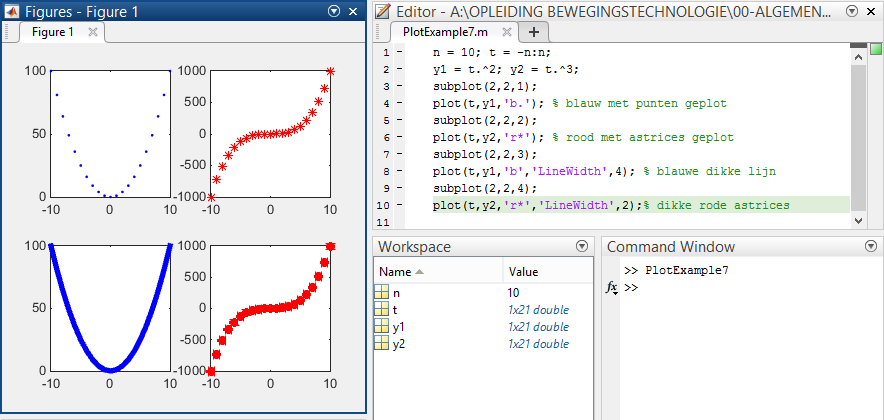 Figures - Figure 1
Figure 1
100
50
0
-10
0
10
1000
500
0
-500
-1000
-10
0
10
100
50
0
-10
0
10
1000
500
0
-500
-1000
-10
0
10
Editor - A:\OPLEIDING BEWEGINGSTECHNOLOGIE\00-ALGEMEN...
PlotExample7.m
+
1 - n = 10; t = -n:n;
2 - y1 = t.^2; y2 = t.^3;
3 - subplot(2,2,1);
4 - plot(t,y1,'b.'); % blauw met punten geplot
5 - subplot(2,2,2);
6 - plot(t,y2,'r*'); % rood met astrices geplot
7 - subplot(2,2,3);
8 - plot(t,y1,'b','LineWidth',4); % blauwe dikke lijn
9 - subplot(2,2,4);
10 - plot(t,y2,'r*','LineWidth',2);% dikke rode astrices
11
Workspace
Name Value
n 10
t 1x21 double
y1 1x21 double
y2 1x21 double
Command Window
>> PlotExample7
fx >>